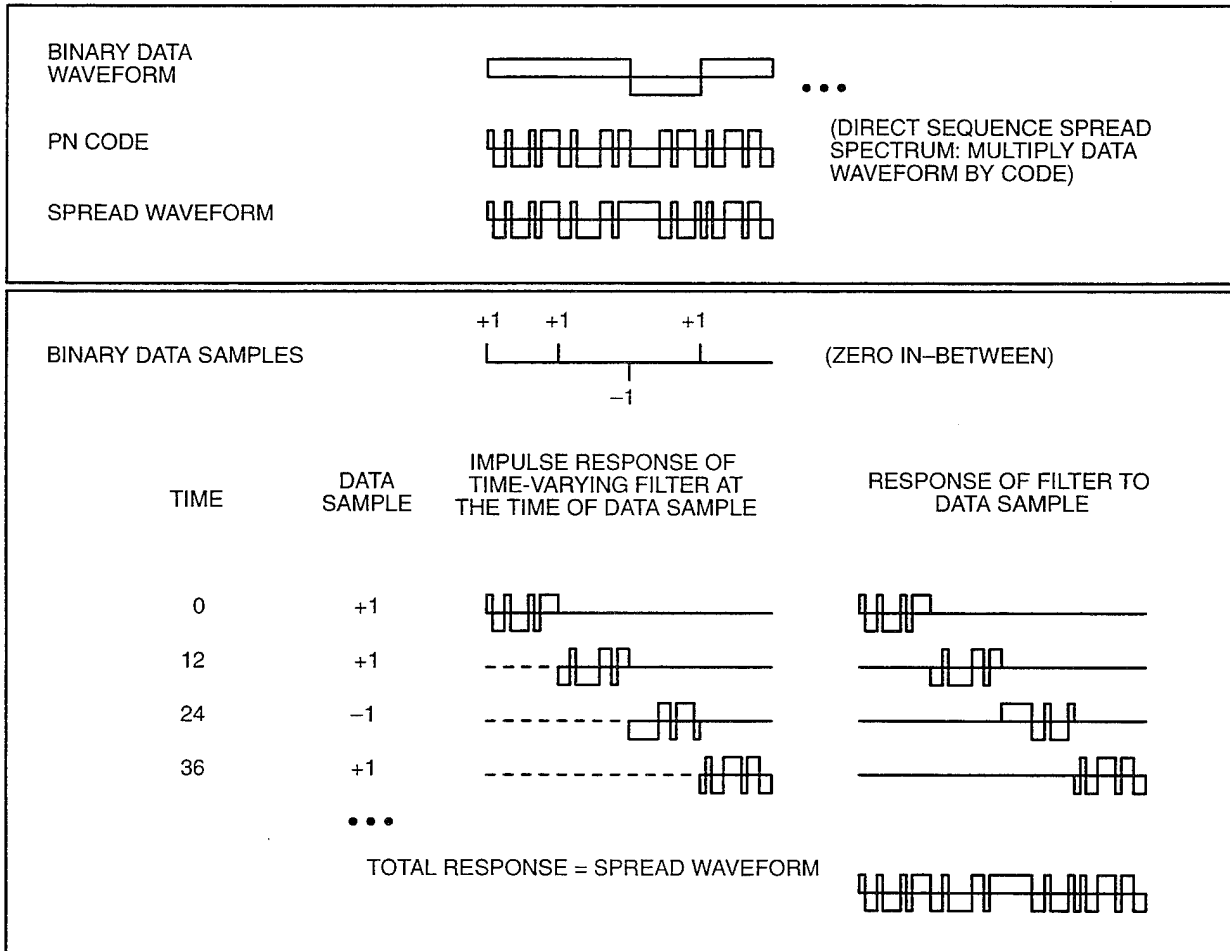 BINARY DATA
WAVEFORM
PN CODE
(DIRECT SEQUENCE SPREAD
SPECTRUM: MULTIPLY DATA
WAVEFORM BY CODE)
SPREAD WAVEFORM
+1 +1 +1
BINARY DATA SAMPLES
(ZERO IN–BETWEEN)
–1
TIME
DATA
SAMPLE
IMPULSE RESPONSE OF
TIME-VARYING FILTER AT
THE TIME OF DATA SAMPLE
RESPONSE OF FILTER TO
DATA SAMPLE
0 +1
12 +1
24 –1
36 +1
TOTAL RESPONSE = SPREAD WAVEFORM